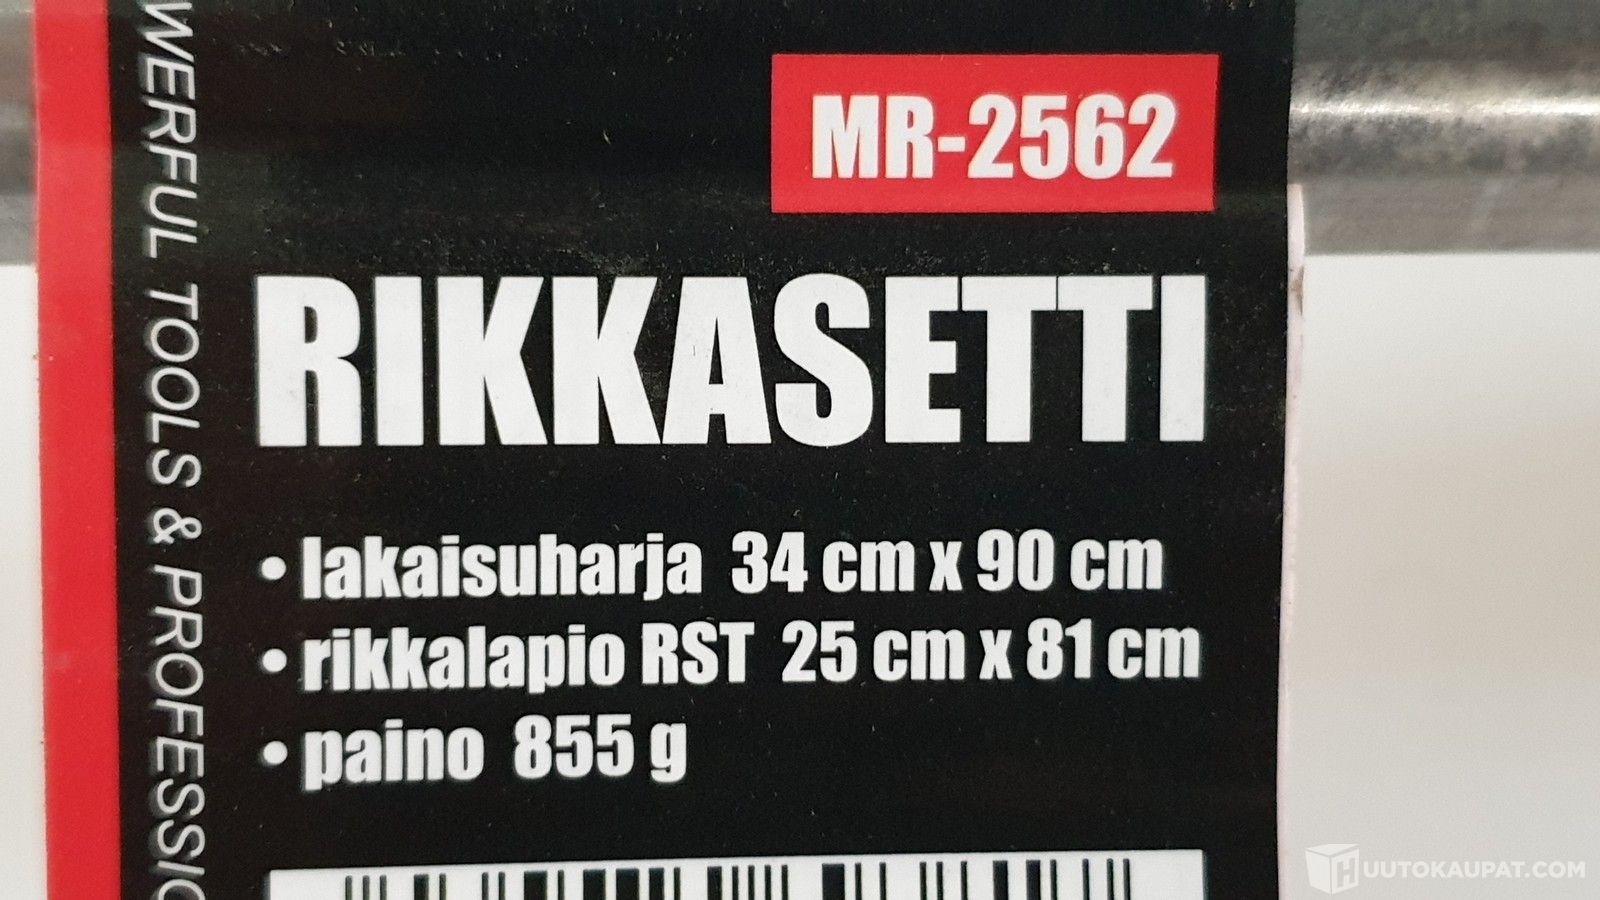 MR-2562
RIKKASETTI
• lakaisuharja 34 cm x 90 cm
• rikkalapio RST 25 cm x 81 cm
• paino 855 g
WERFUL TOOLS & PROFESSIO
HUUTOKAUPAT.COM